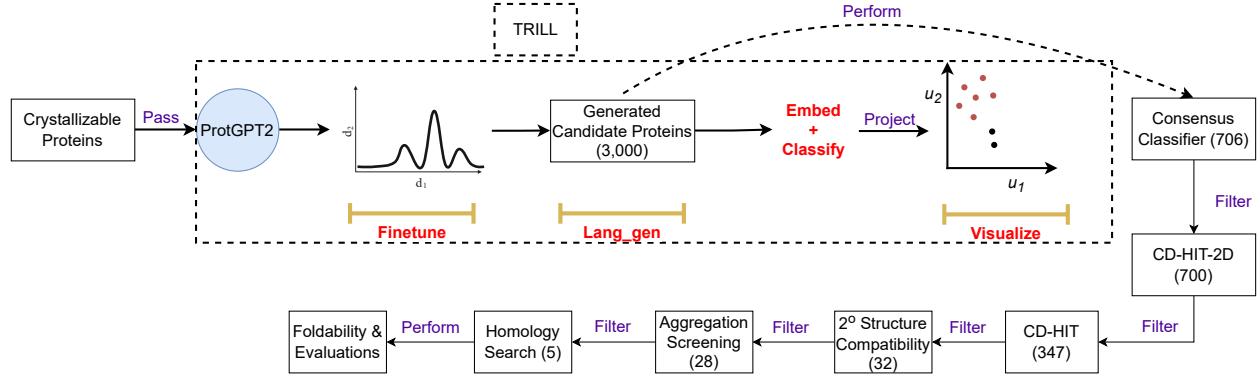 TRILL
Perform
Crystallizable
Proteins
Pass
ProtGPT2
d₂
d₁
Generated
Candidate Proteins
(3,000)
Embed
+
Classify
Project
u₂
u₁
Consensus
Classifier (706)
Finetune
Lang_gen
Visualize
Filter
CD-HIT-2D
(700)
Filter
CD-HIT
(347)
Filter
2º Structure
Compatibility
(32)
Filter
Aggregation
Screening
(28)
Filter
Homology
Search (5)
Perform
Foldability &
Evaluations